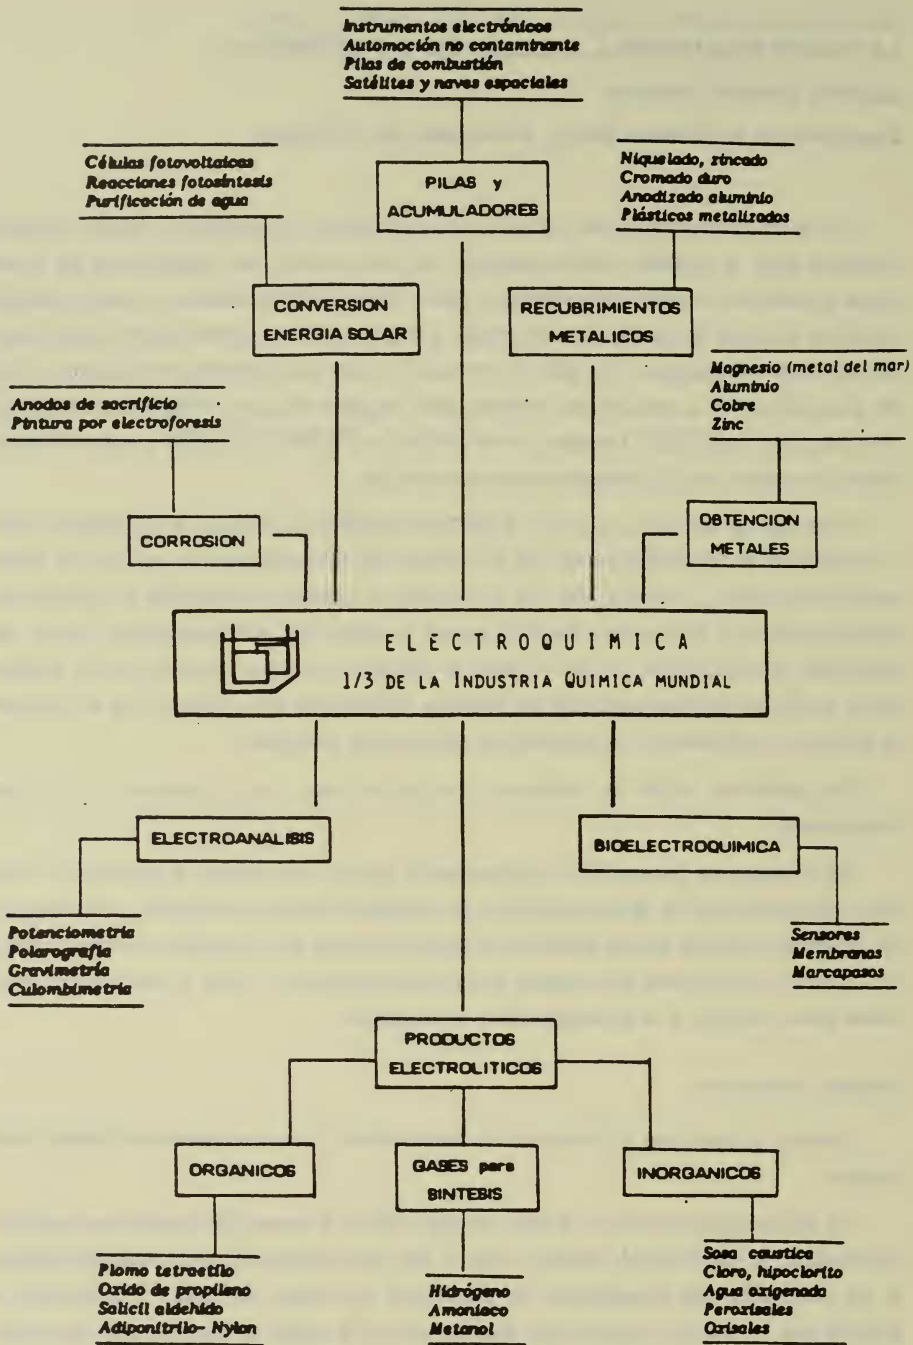 Instrumentos electrónicos
Automoción no contaminante
Pilas de combustión
Satélites y naves espaciales
PILAS y
ACUMULADORES
Células fotovoltaicas
Reacciones fotosíntesis
Purificación de agua
CONVERSION
ENERGIA SOLAR
Niquelado, zincado
Cromado duro
Anodizado aluminio
Plásticos metalizados
RECUBRIMIENTOS
METALICOS
Anodos de sacrificio
Pintura por electroforesis
CORROSION
Magnesio (metal del mar)
Aluminio
Cobre
Zinc
OBTENCION
METALES
ELECTROQUIMICA
1/3 DE LA INDUSTRIA QUIMICA MUNDIAL
ELECTROANALISIS
Potenciometría
Polarografía
Gravimetría
Culombimetría
BIOELECTROQUIMICA
Sensores
Membranas
Marcapasos
PRODUCTOS
ELECTROLITICOS
ORGANICOS
Plomo tetraetilo
Oxido de propileno
Salicil aldehido
Adiponitrilo- Nylon
GASES para
SINTESIS
Hidrógeno
Amoniaco
Metanol
INORGANICOS
Sosa caustica
Cloro, hipoclorito
Agua oxigenada
Peroxisales
Oxisales